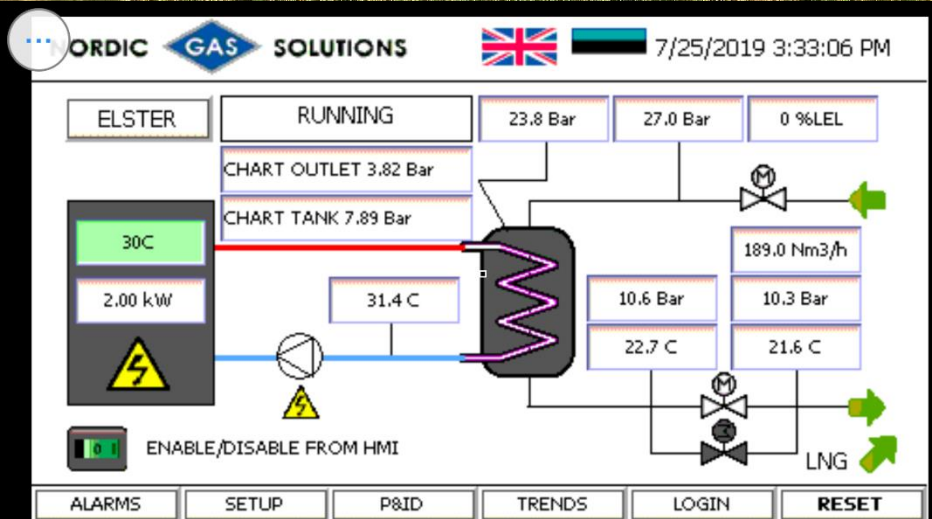 NORDIC GAS SOLUTIONS
7/25/2019 3:33:06 PM
ELSTER
RUNNING
23.8 Bar
27.0 Bar
0 %LEL
CHART OUTLET 3.82 Bar
CHART TANK 7.89 Bar
M
30C
189.0 Nm3/h
2.00 kW
31.4 C
10.6 Bar
10.3 Bar
22.7 C
21.6 C
M
ENABLE/DISABLE FROM HMI
LNG
ALARMS
SETUP
P&ID
TRENDS
LOGIN
RESET